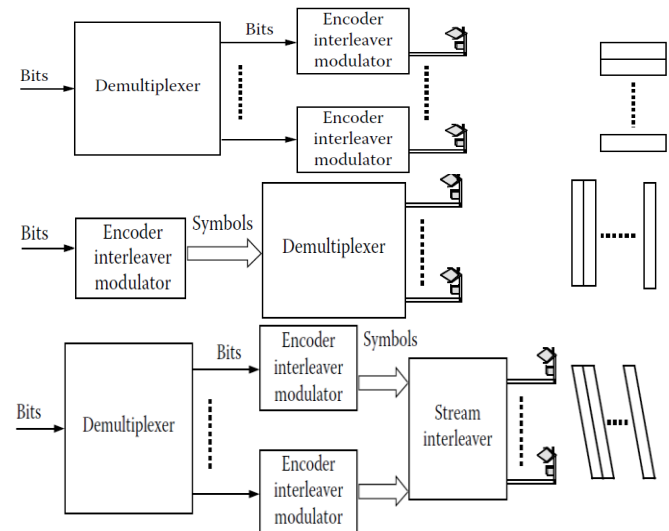 Bits
Demultiplexer
Bits
Encoder
interleaver
modulator
Encoder
interleaver
modulator
Bits
Encoder
interleaver
modulator
Symbols
Demultiplexer
Bits
Demultiplexer
Bits
Encoder
interleaver
modulator
Symbols
Encoder
interleaver
modulator
Stream
interleaver